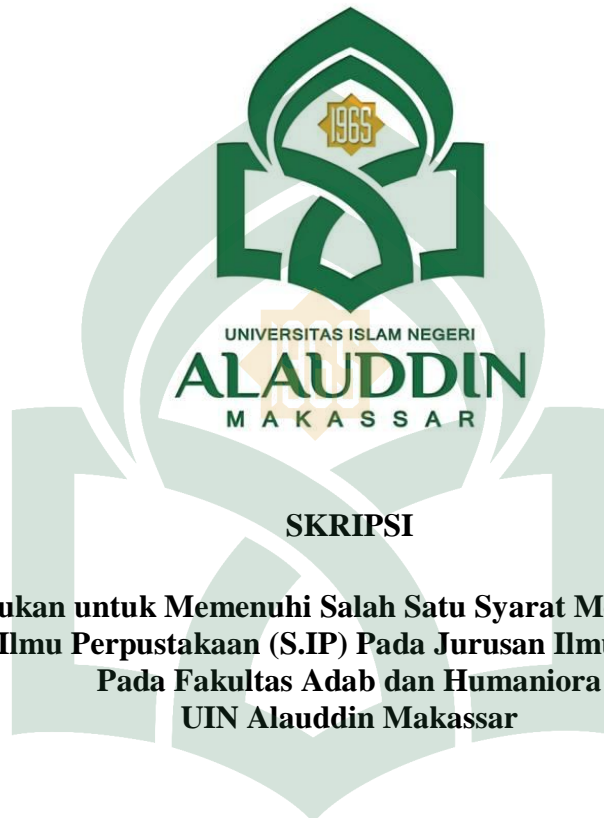 1965
UNIVERSITAS ISLAM NEGERI
ALAUDDIN
MAKASSAR
SKRIPSI
ukan untuk Memenuhi Salah Satu Syarat M
Ilmu Perpustakaan (S.IP) Pada Jurusan Ilmu
Pada Fakultas Adab dan Humaniora
UIN Alauddin Makassar